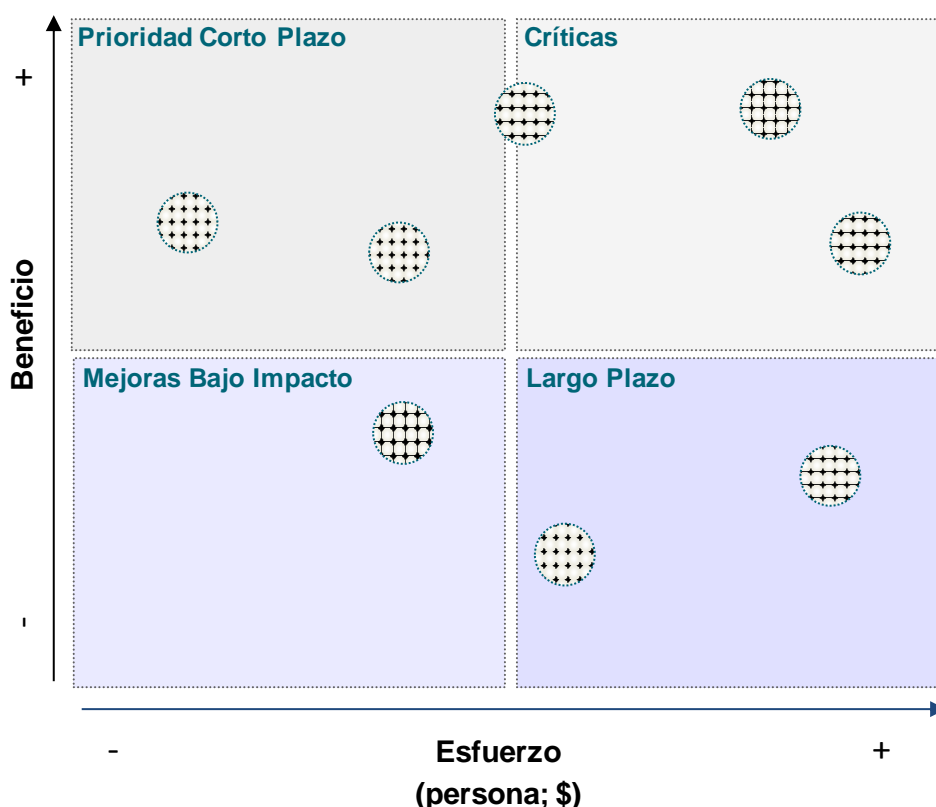 Prioridad Corto Plazo
Críticas
+
Beneficio
Mejoras Bajo Impacto
Largo Plazo
-
-
Esfuerzo
+
(persona; $)